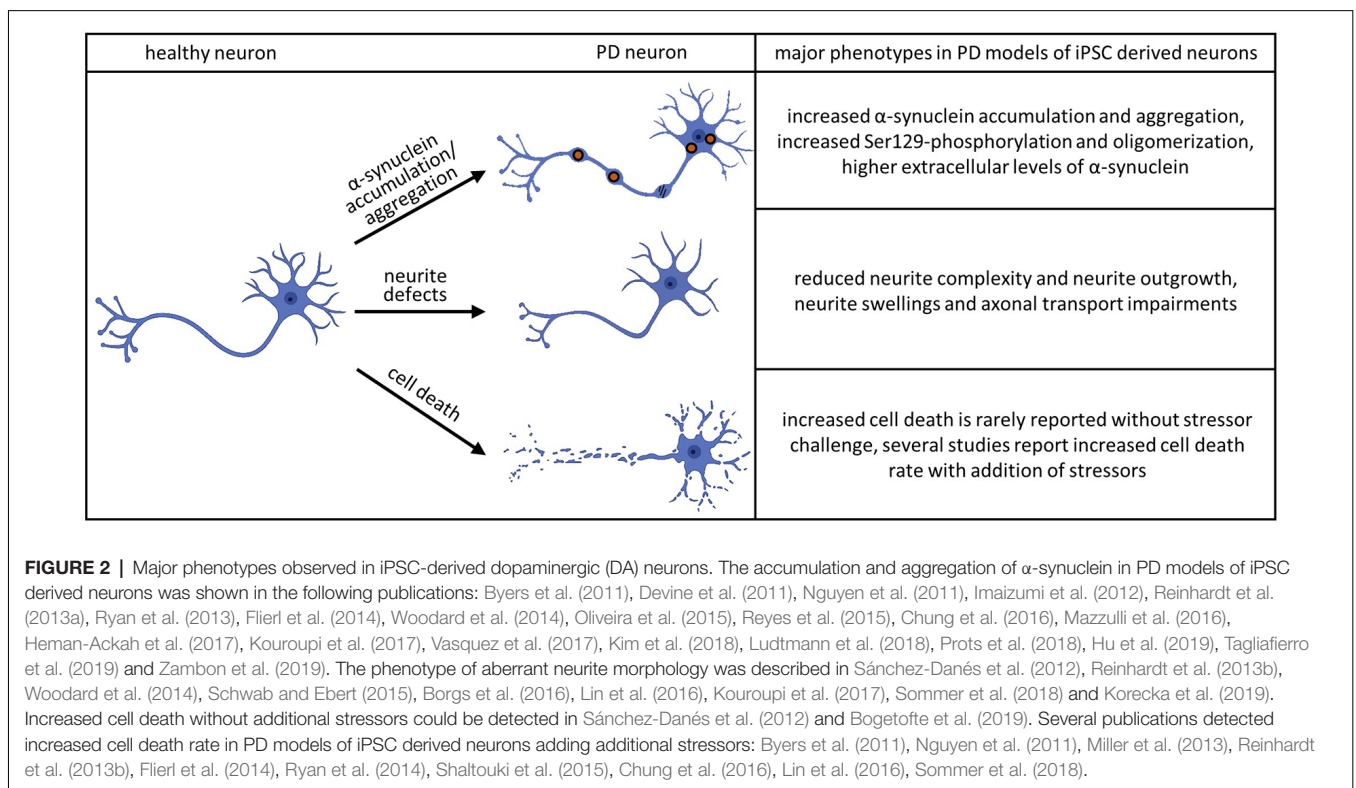 healthy neuron
PD neuron
major phenotypes in PD models of iPSC derived neurons
α-synuclein
accumulation/
aggregation
increased α-synuclein accumulation and aggregation,
increased Ser129-phosphorylation and oligomerization,
higher extracellular levels of α-synuclein
neurite
defects
reduced neurite complexity and neurite outgrowth,
neurite swellings and axonal transport impairments
cell death
increased cell death is rarely reported without stressor
challenge, several studies report increased cell death
rate with addition of stressors
FIGURE 2 | Major phenotypes observed in iPSC-derived dopaminergic (DA) neurons. The accumulation and aggregation of α-synuclein in PD models of iPSC
derived neurons was shown in the following publications: Byers et al. (2011), Devine et al. (2011), Nguyen et al. (2011), Imaizumi et al. (2012), Reinhardt et al.
(2013a), Ryan et al. (2013), Flierl et al. (2014), Woodard et al. (2014), Oliveira et al. (2015), Reyes et al. (2015), Chung et al. (2016), Mazzulli et al. (2016),
Heman-Ackah et al. (2017), Kouroupi et al. (2017), Vasquez et al. (2017), Kim et al. (2018), Ludtmann et al. (2018), Prots et al. (2018), Hu et al. (2019), Tagliafierro
et al. (2019) and Zambon et al. (2019). The phenotype of aberrant neurite morphology was described in Sánchez-Danés et al. (2012), Reinhardt et al. (2013b),
Woodard et al. (2014), Schwab and Ebert (2015), Borgs et al. (2016), Lin et al. (2016), Kouroupi et al. (2017), Sommer et al. (2018) and Korecka et al. (2019).
Increased cell death without additional stressors could be detected in Sánchez-Danés et al. (2012) and Bogetofte et al. (2019). Several publications detected
increased cell death rate in PD models of iPSC derived neurons adding additional stressors: Byers et al. (2011), Nguyen et al. (2011), Miller et al. (2013), Reinhardt
et al. (2013b), Flierl et al. (2014), Ryan et al. (2014), Shaltouki et al. (2015), Chung et al. (2016), Lin et al. (2016), Sommer et al. (2018).